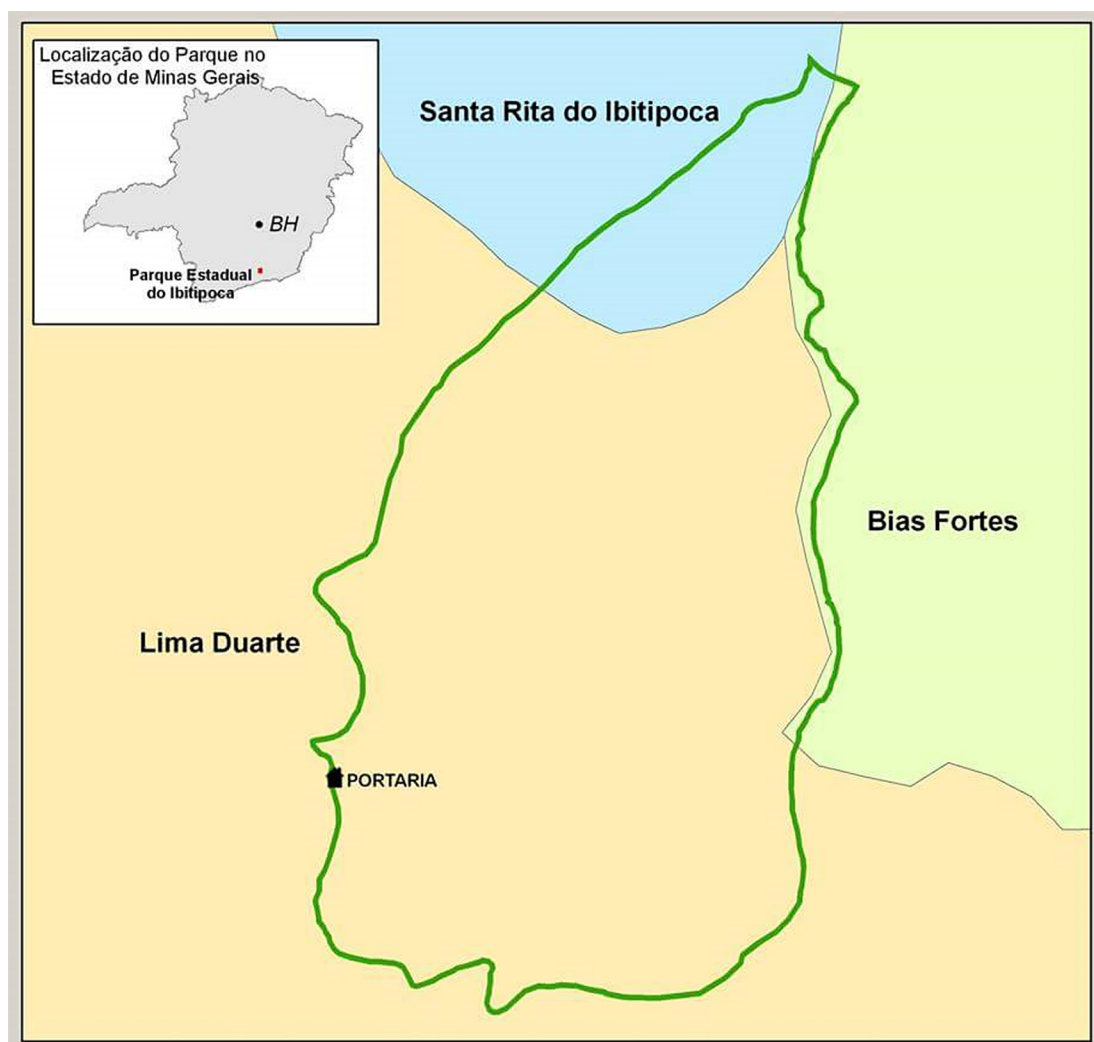 Localização do Parque no
Estado de Minas Gerais
BH
Parque Estadual
do Ibitipoca
Santa Rita do Ibitipoca
Bias Fortes
Lima Duarte
PORTARIA